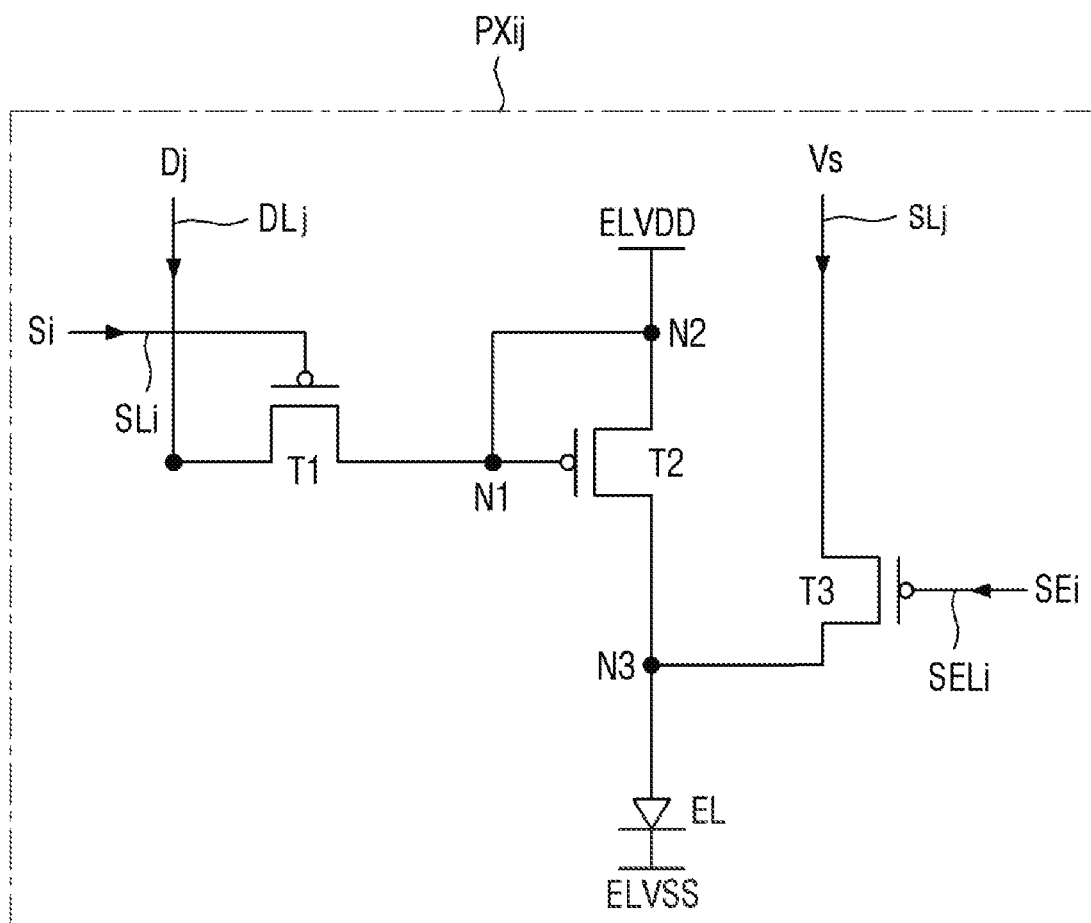 PXij
Dj
Vs
DLj
SLj
ELVDD
Si
N2
SLi
T1
N1
T2
T3
SEi
N3
SELi
EL
ELVSS